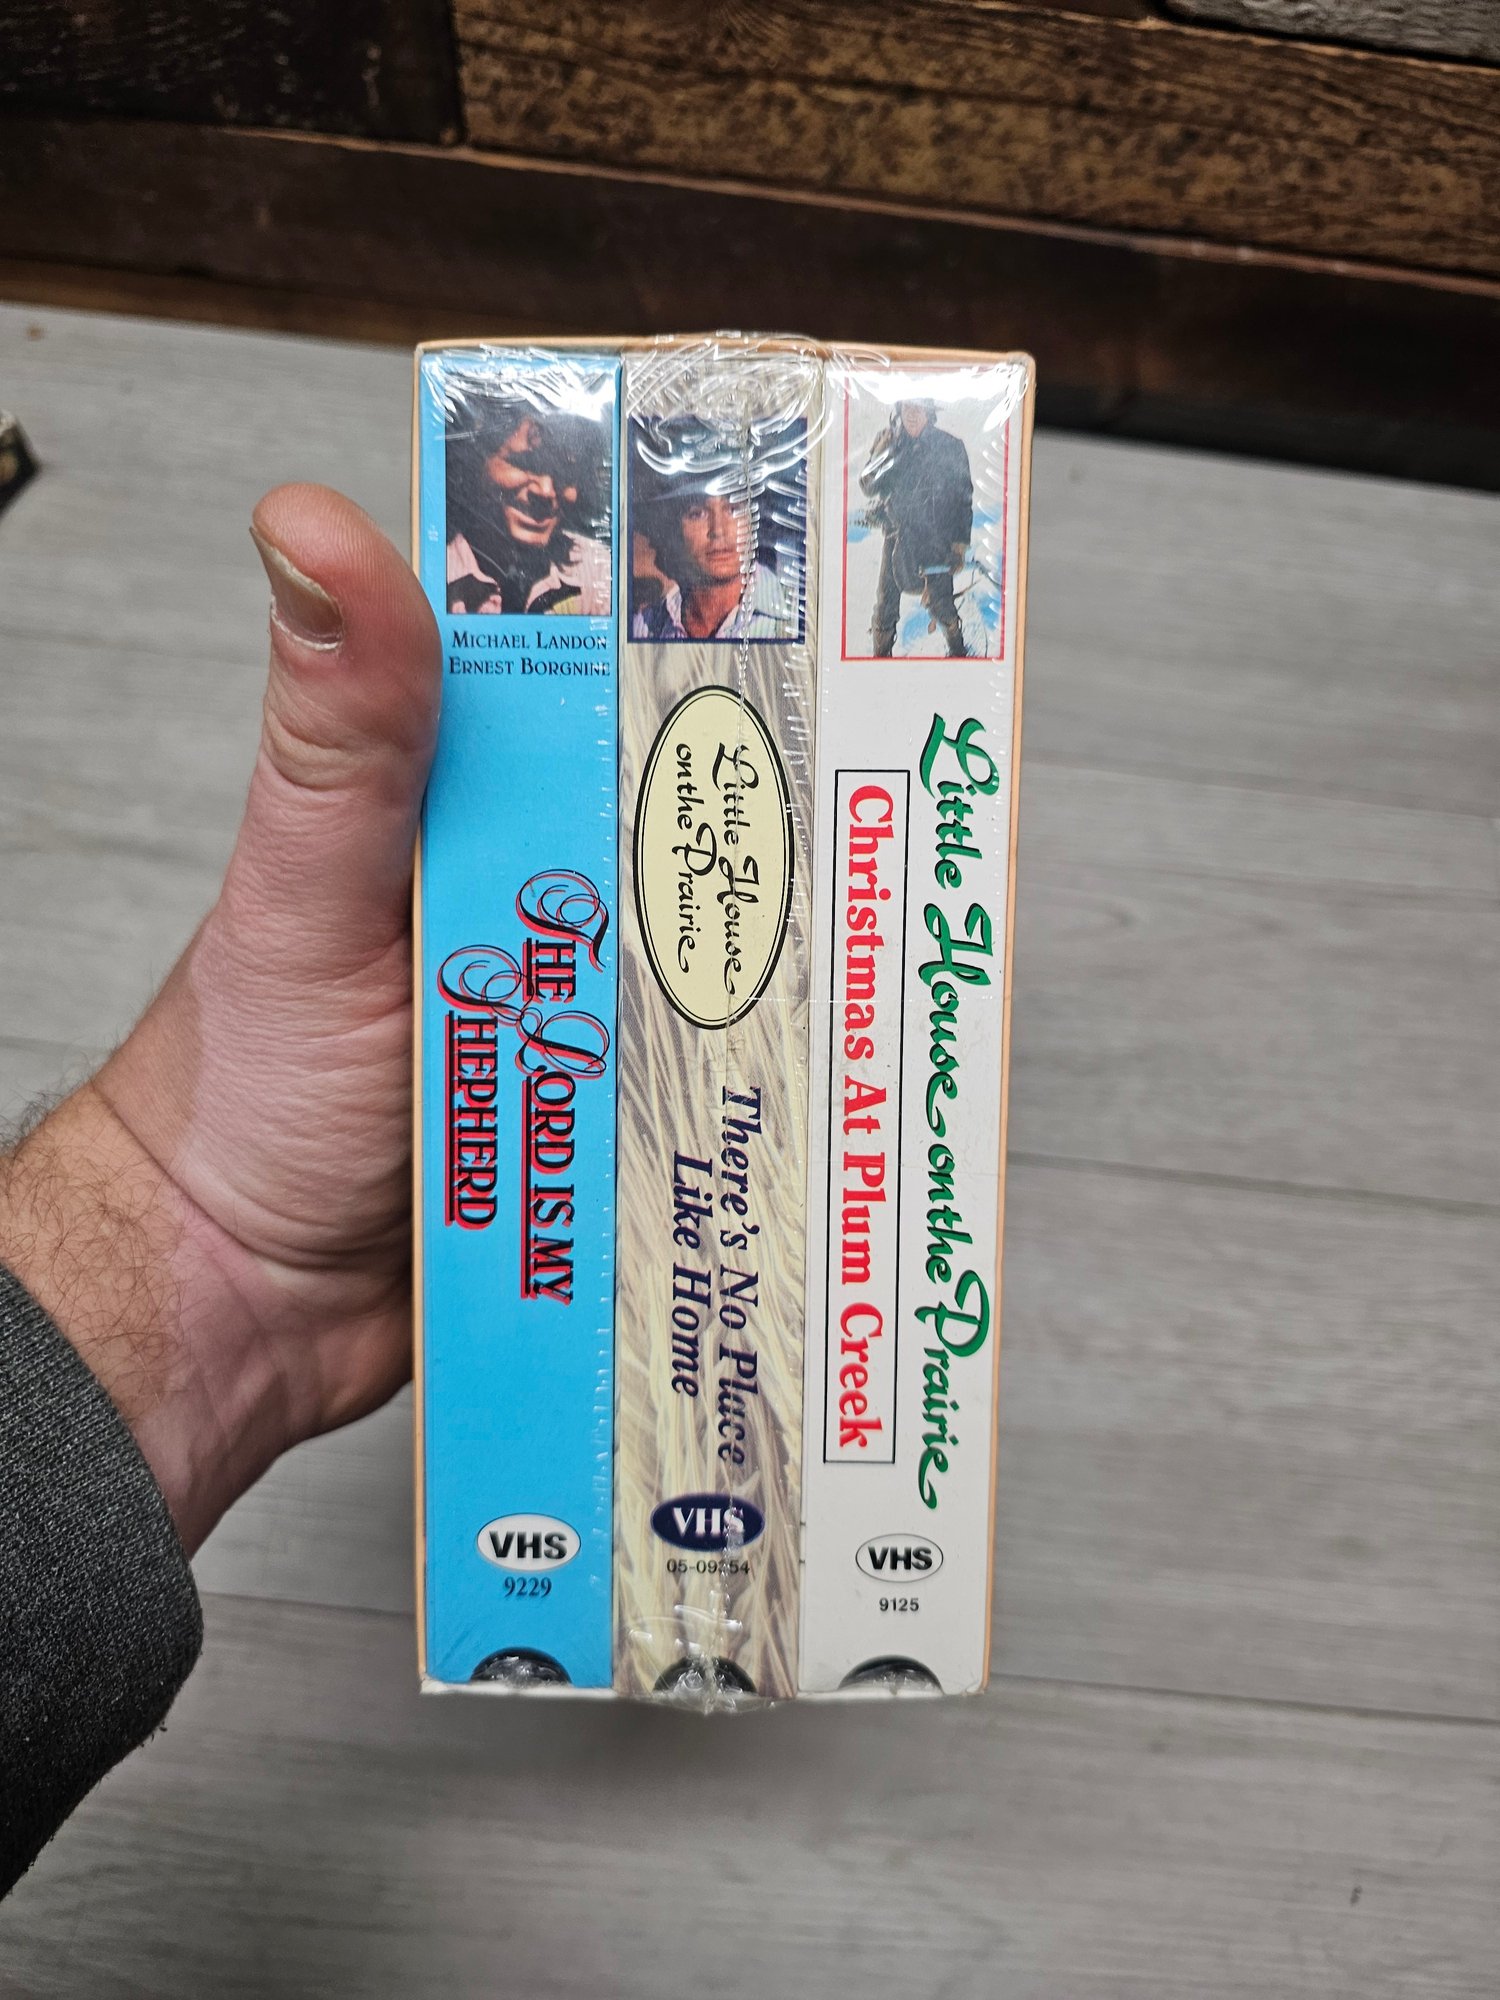 MICHAEL LANDON
ERNEST BORGNINE
THE LORD IS MY
SHEPHERD
VHS
9229
Little House
on the Prairie
There's No Place
Like Home
VHS
Little House on the Prairie
Christmas At Plum Creek
VHS
9125